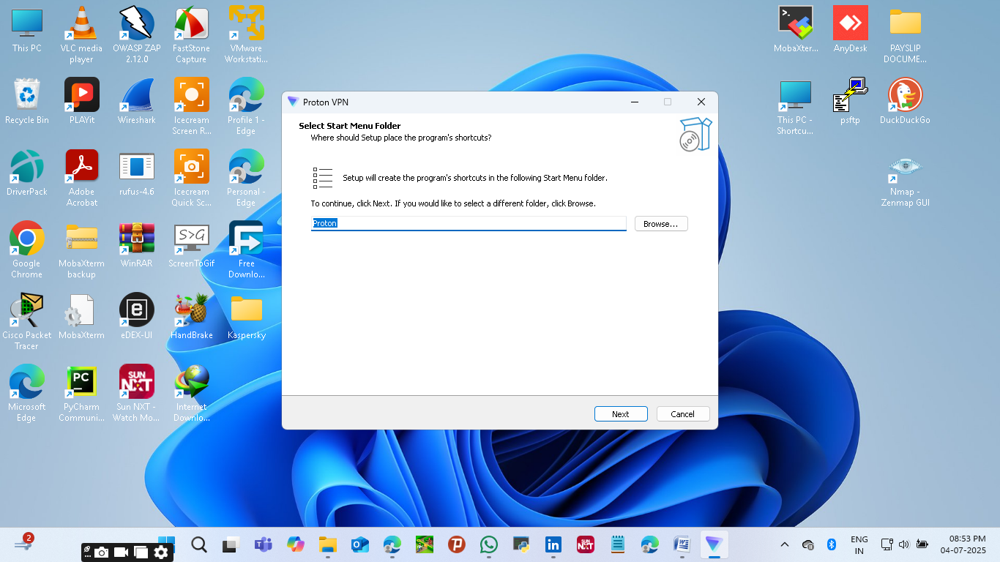 This PC
VLC media
player
OWASP ZAP
2.12.0
FastStone
Capture
VMware
Workstati...
MobaXter...
AnyDesk
PAYSLIP
DOCUME...
Recycle Bin
PLAYit
Wireshark
Icecream
Screen R...
Profile 1 -
Edge
This PC -
Shortcu...
psftp
DuckDuckGo
DriverPack
Adobe
Acrobat
rufus-4.6
Icecream
Quick Sc...
Personal -
Edge
Nmap -
Zenmap GUI
Google
Chrome
MobaXterm
backup
WinRAR
S>G
ScreenToGif
Free
Downlo...
Cisco Packet
Tracer
MobaXterm
e
eDEX-UI
HandBrake
Kaspersky
Microsoft
Edge
PC
PyCharm
Communi...
SUN
NXT
Sun NXT -
Watch Mo...
Internet
Downlo...
Proton VPN
Select Start Menu Folder
Where should Setup place the program's shortcuts?
Setup will create the program's shortcuts in the following Start Menu folder.
To continue, click Next. If you would like to select a different folder, click Browse.
Proton
Browse...
Next
Cancel
2
ENG
IN
08:53 PM
04-07-2025